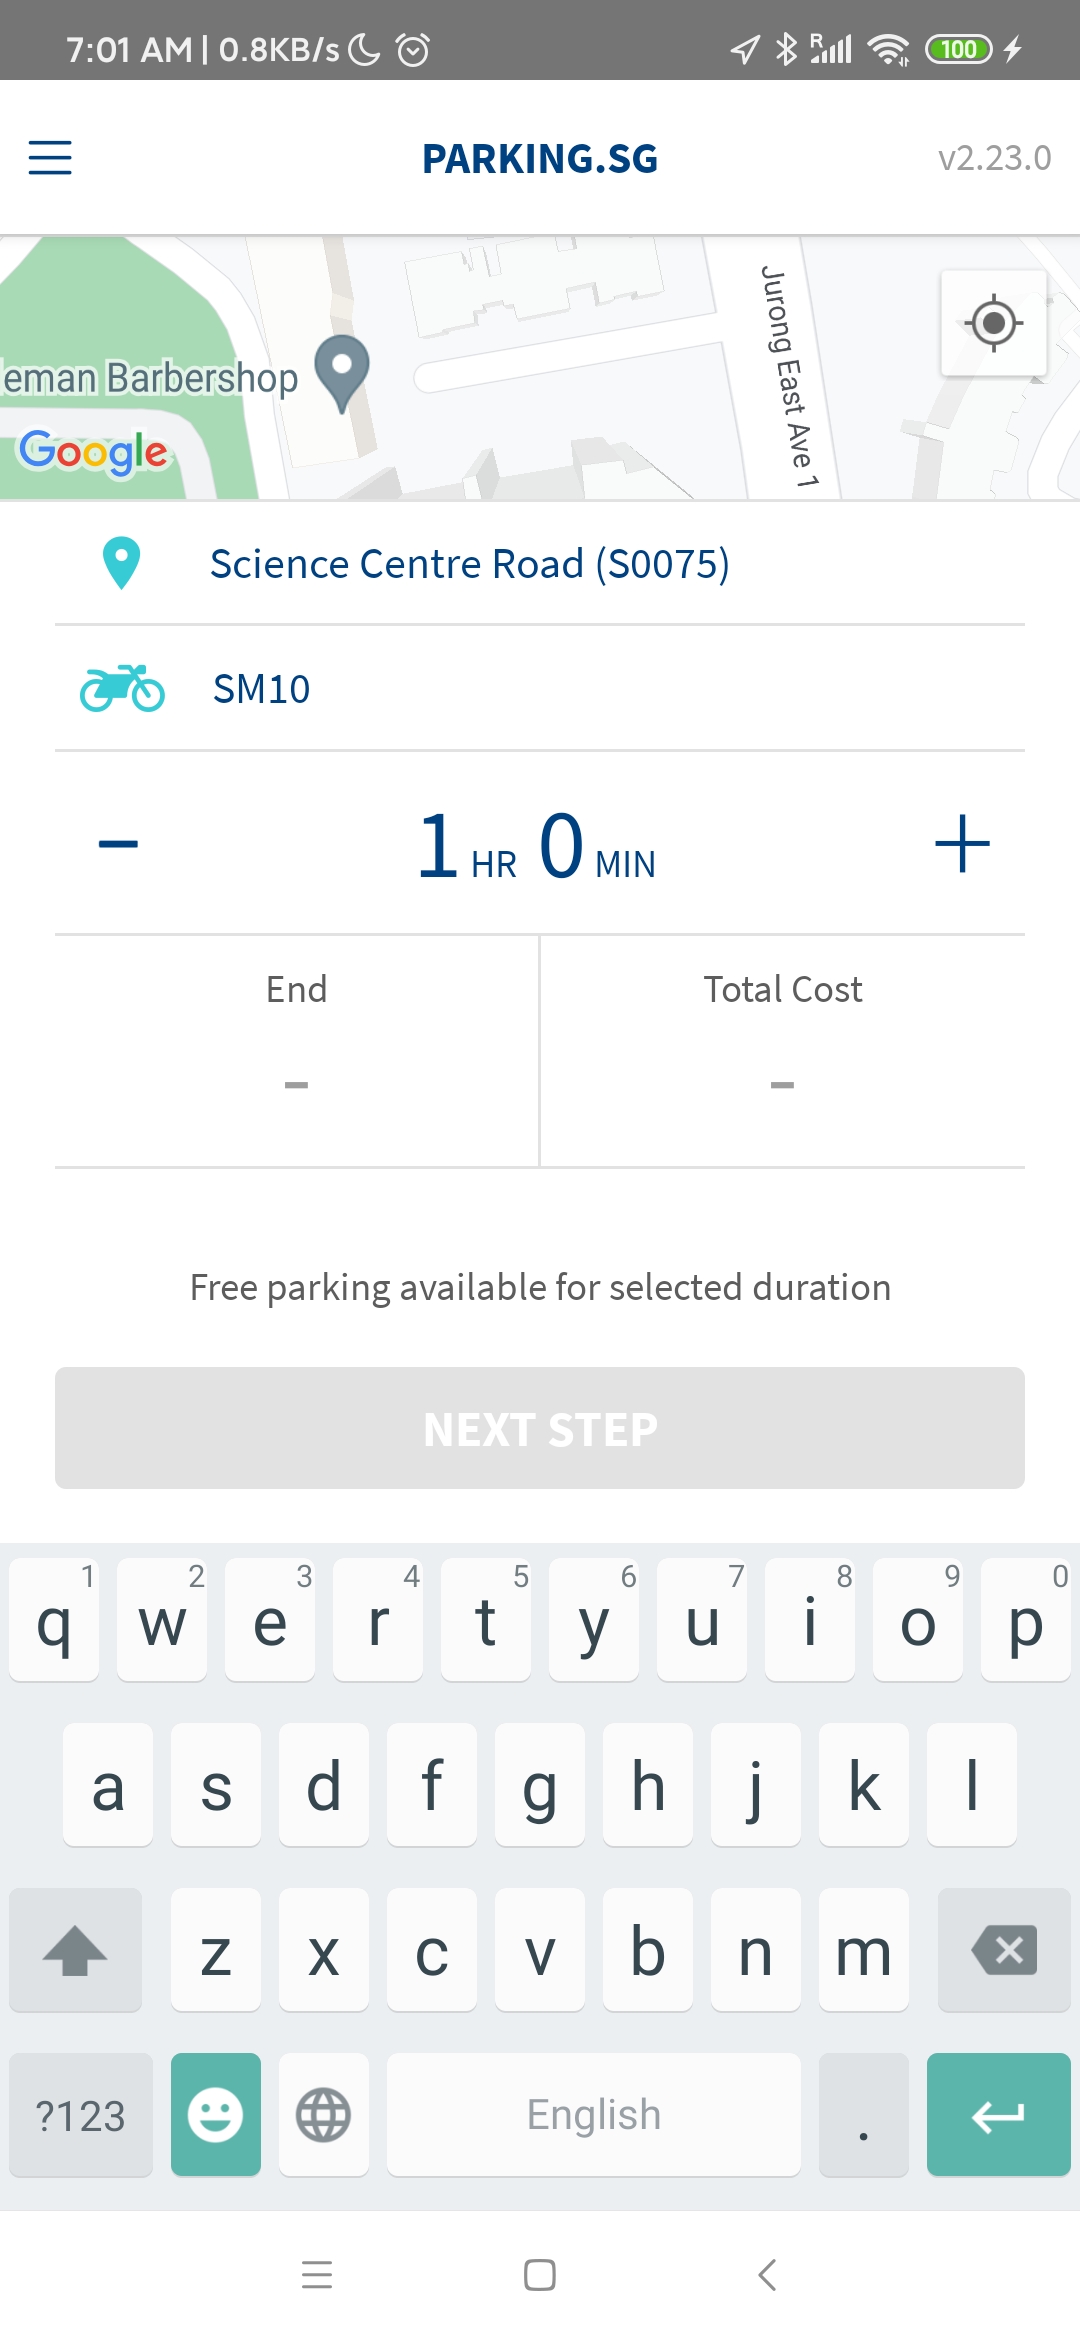 7:01 AM | 0.8KB/s
R
100
PARKING.SG
v2.23.0
Jurong East Ave 1
eman Barbershop
Google
Science Centre Road (S0075)
SM10
- 1 HR 0 MIN +
End
Total Cost
-
-
Free parking available for selected duration
NEXT STEP
1 2 3 4 5 6 7 8 9 0
q w e r t y u i o p
a s d f g h j k l
z x c v b n m
?123 English .